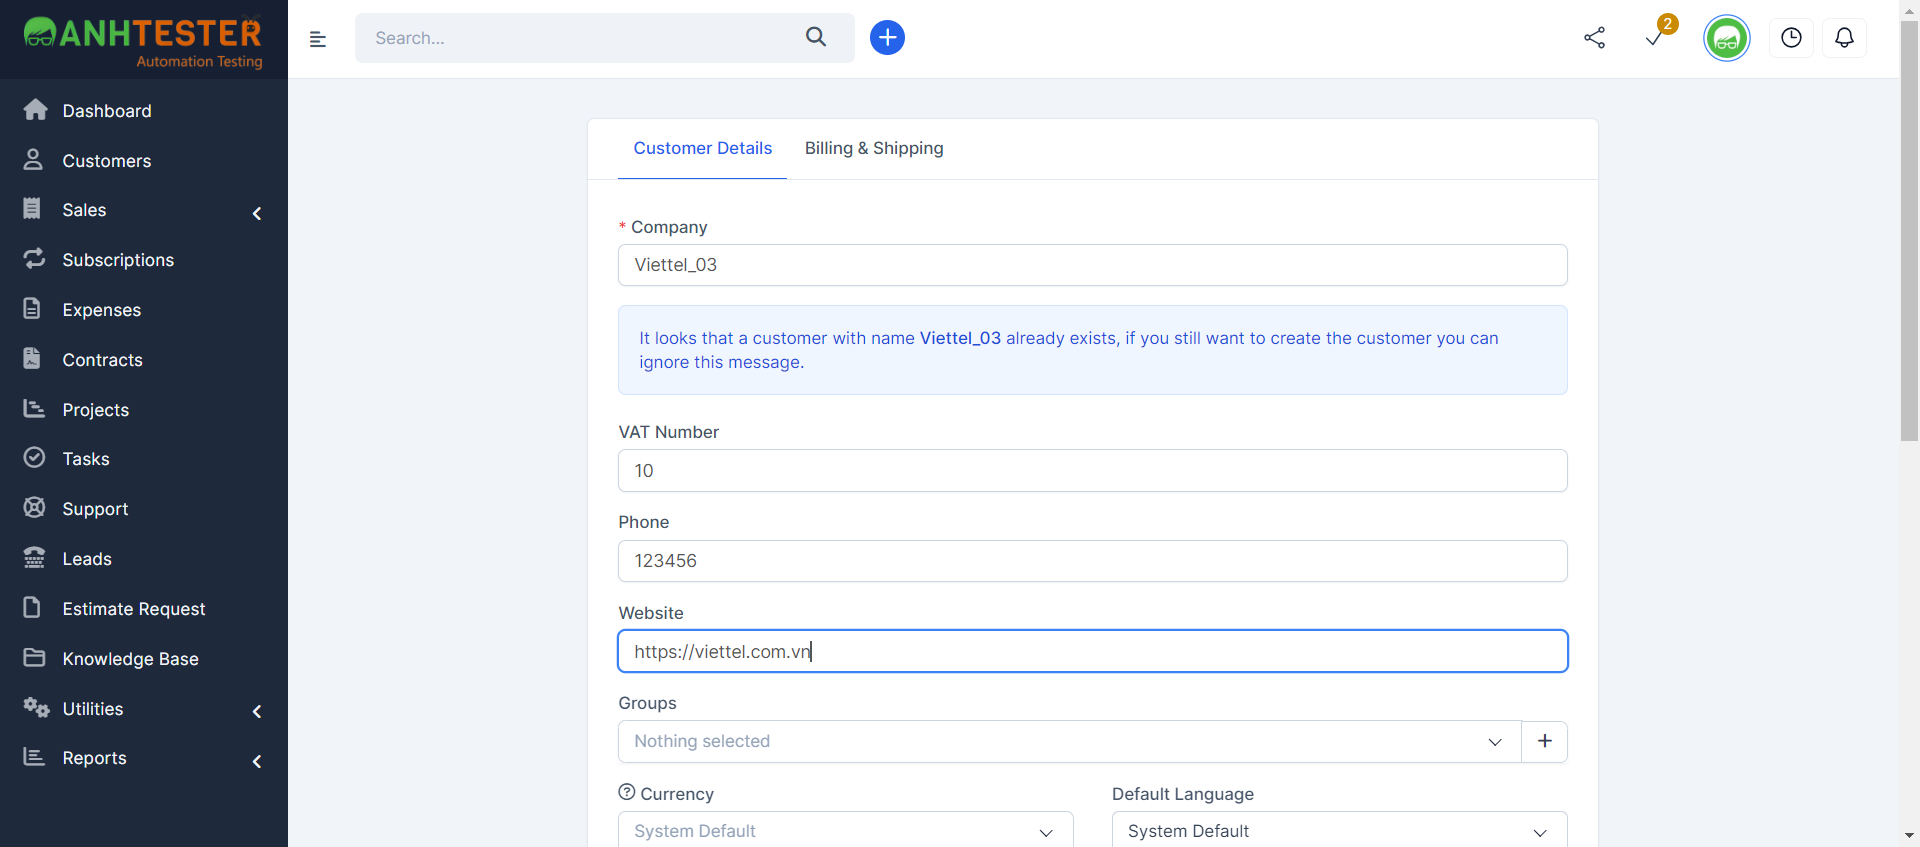 ANHTESTER
Automation Testing
Search...
2
Dashboard
Customers
Sales
Subscriptions
Expenses
Contracts
Projects
Tasks
Support
Leads
Estimate Request
Knowledge Base
Utilities
Reports
Customer Details
Billing & Shipping
* Company
Viettel_03
It looks that a customer with name Viettel_03 already exists, if you still want to create the customer you can
ignore this message.
VAT Number
10
Phone
123456
Website
https://viettel.com.vn
Groups
Nothing selected
Currency
Default Language
System Default
System Default